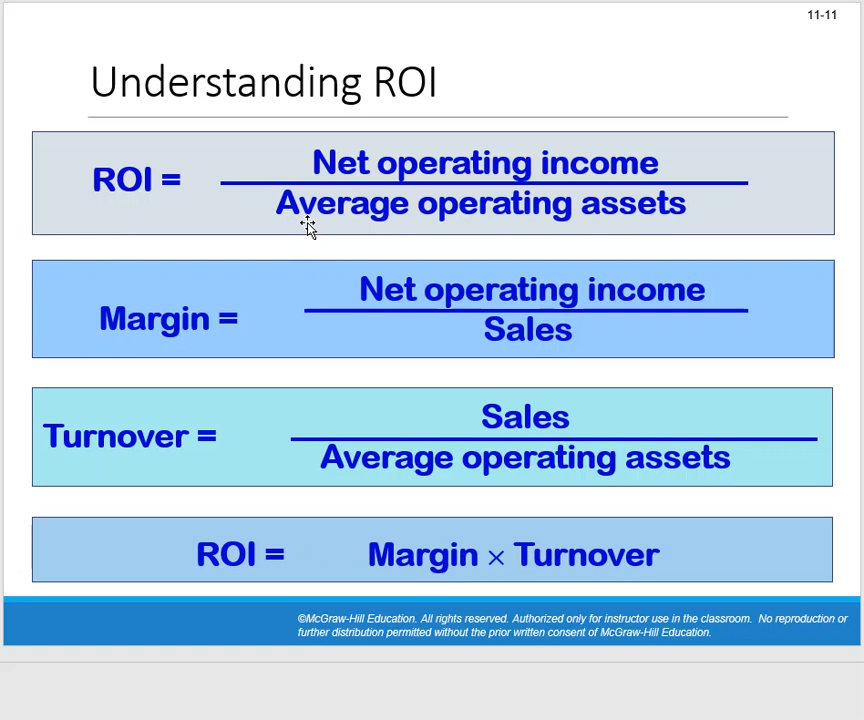 11-11
Understanding ROI
Net operating income
ROI =
Average operating assets
Net operating income
Margin =
Sales
Sales
Turnover =
Average operating assets
ROI = Margin × Turnover
©McGraw-Hill Education. All rights reserved. Authorized only for instructor use in the classroom. No reproduction or
further distribution permitted without the prior written consent of McGraw-Hill Education.